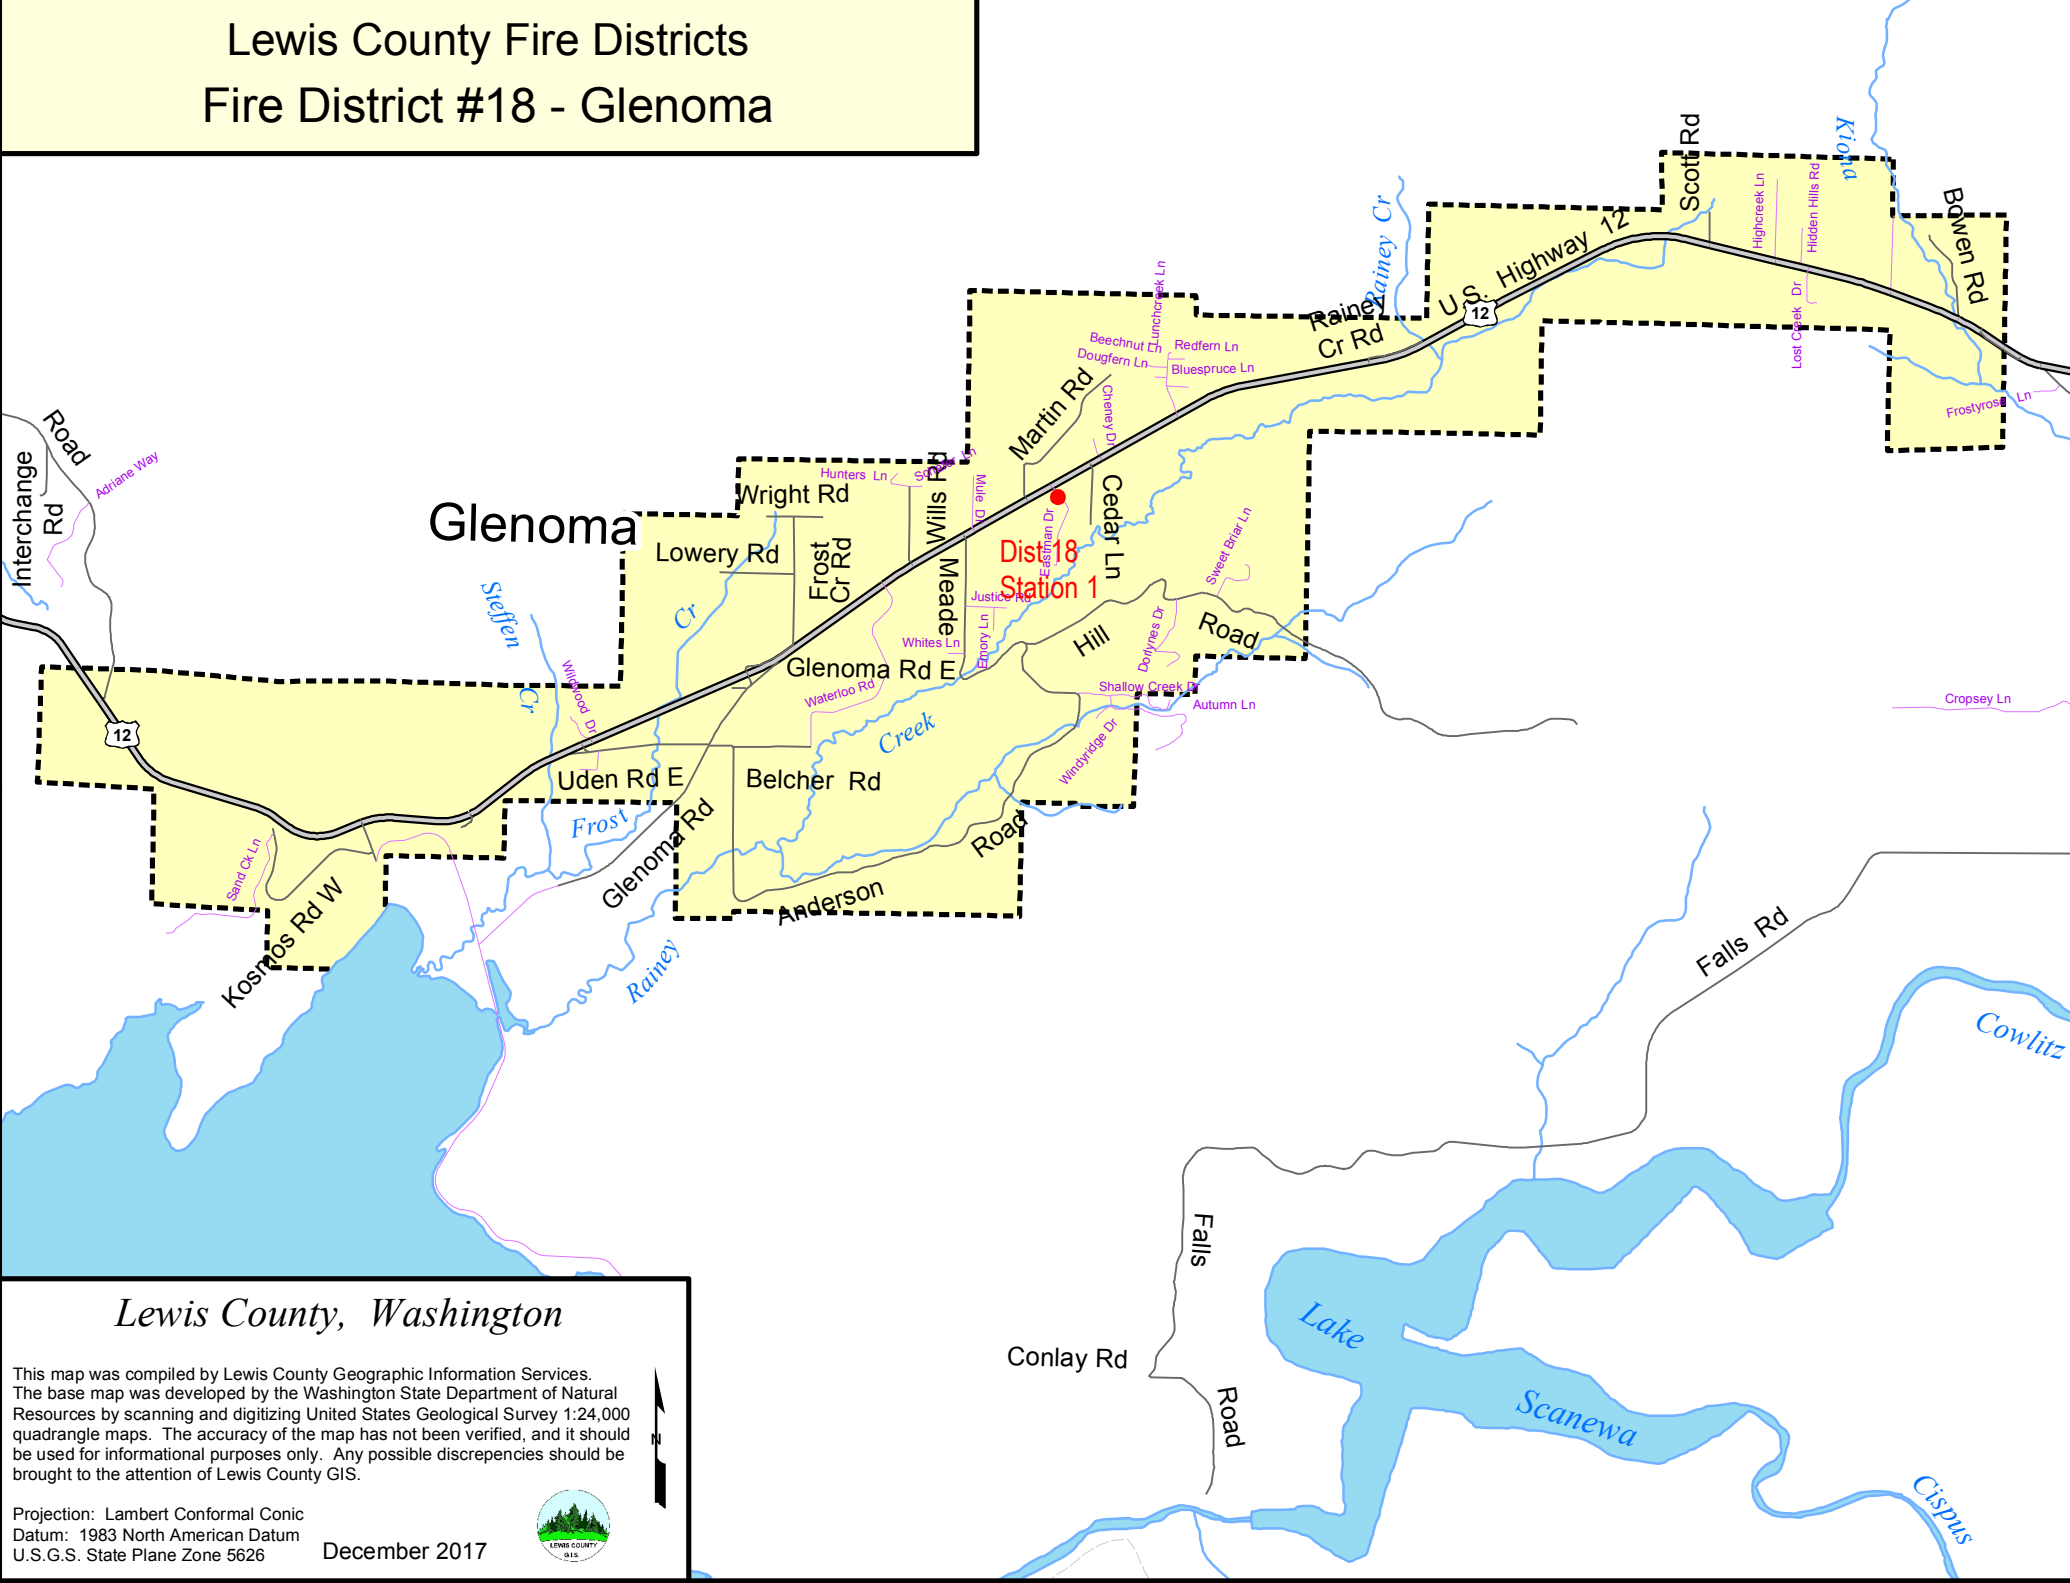 Lewis County Fire Districts
Fire District #18 - Glenoma
Kiona
Scott Rd
Highcreek Ln
Hidden Hills Rd
Bowen Rd
Rainey Cr
U.S. Highway 12
12
Rainey
Cr Rd
Lost Creek Dr
Frostyrose Ln
Lunchcreek Ln
Beechnut Ln
Redfern Ln
Dougfern Ln
Bluespruce Ln
Martin Rd
Cheney Dr
Road
Interchange
Rd
Adriane Way
Glenoma
Hunters Ln
Schafer Ln
Wright Rd
Mills Rd
Mule Dr
Cedar Ln
Lowery Rd
Frost
Cr Rd
Meade
Eastman Dr
Dist 18
Station 1
Sweet Briar Ln
Justice Rd
Steffen
Cr
Cr
Whites Ln
Emory Ln
Hill
Road
Dorlynes Dr
Wildwood Dr
Glenoma Rd E
Waterloo Rd
Shallow Creek Dr
Autumn Ln
Cropsey Ln
12
Creek
Windyridge Dr
Uden Rd E
Belcher Rd
Frost
Glenoma Rd
Road
Sand Ck Ln
Anderson
Kosmos Rd W
Rainey
Falls Rd
Cowlitz
Falls
Lake
Conlay Rd
Road
Scanewa
Cispus
Lewis County, Washington
This map was compiled by Lewis County Geographic Information Services.
The base map was developed by the Washington State Department of Natural
Resources by scanning and digitizing United States Geological Survey 1:24,000
quadrangle maps. The accuracy of the map has not been verified, and it should
be used for informational purposes only. Any possible discrepencies should be
brought to the attention of Lewis County GIS.
N
Projection: Lambert Conformal Conic
Datum: 1983 North American Datum
U.S.G.S. State Plane Zone 5626
December 2017
LEWIS COUNTY
G.I.S.